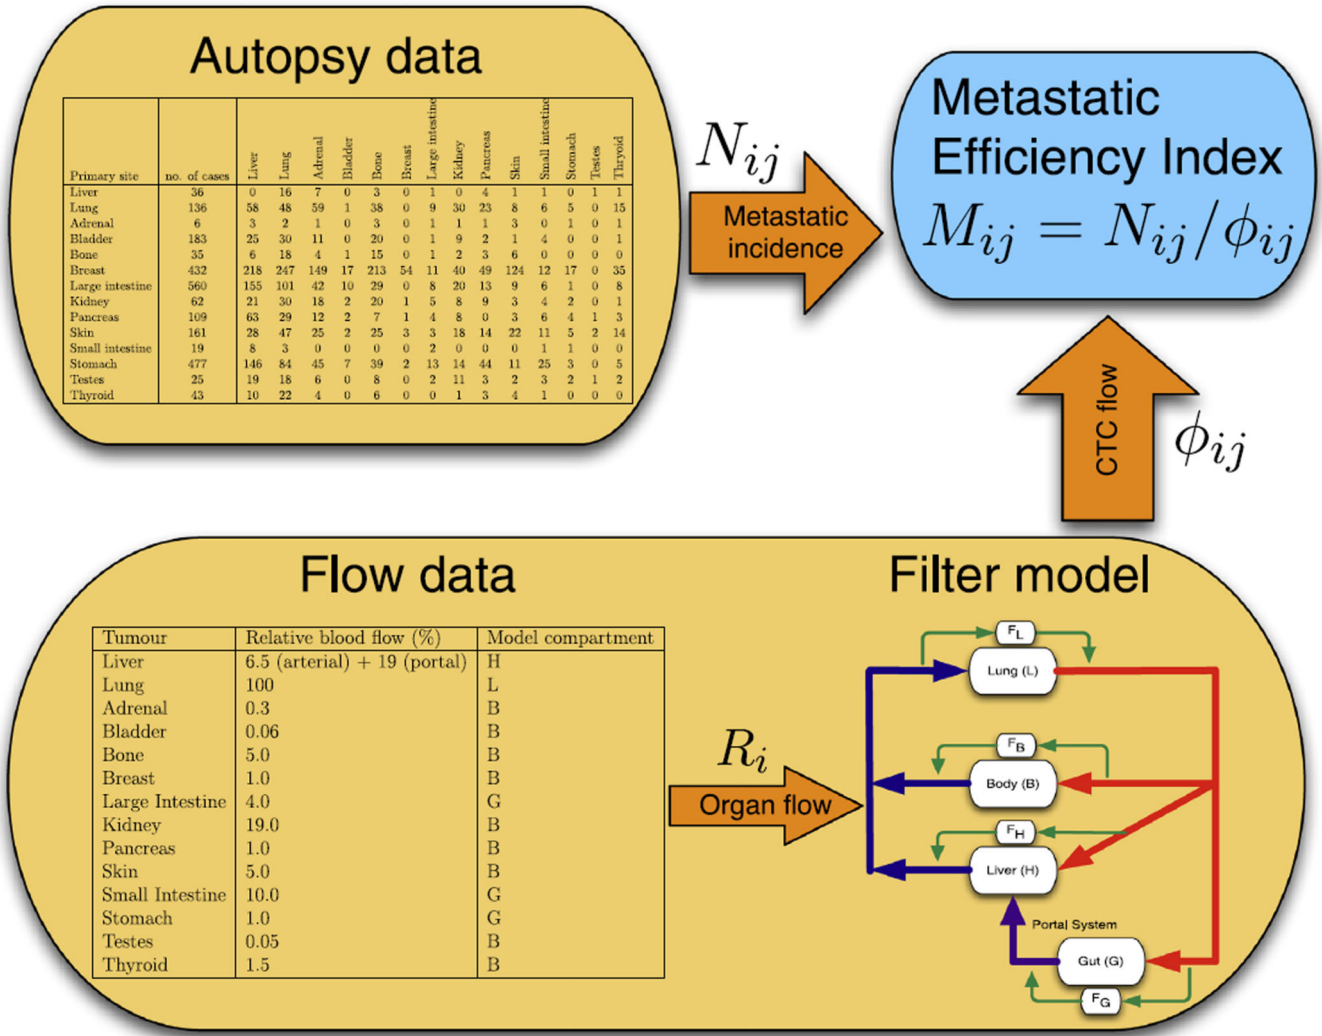 Autopsy data
Primary site no. of cases Liver Lung Adrenal Bladder Bone Breast Large intestine Kidney Pancreas Skin Small intestine Stomach Testes Thryoid
Liver 36 0 16 7 0 3 0 1 0 4 1 1 0 1 1
Lung 136 58 48 59 1 38 0 9 30 23 8 6 5 0 15
Adrenal 6 3 2 1 0 3 0 1 1 1 3 0 1 0 1
Bladder 183 25 30 11 0 20 0 1 9 2 1 4 0 0 1
Bone 35 6 18 4 1 15 0 1 2 3 6 0 0 0 0
Breast 432 218 247 149 17 213 54 11 40 49 124 12 17 0 35
Large intestine 560 155 101 42 10 29 0 8 20 13 9 6 1 0 8
Kidney 62 21 30 18 2 20 1 5 8 9 3 4 2 0 1
Pancreas 109 63 29 12 2 7 1 4 8 0 3 6 4 1 3
Skin 161 28 47 25 2 25 3 3 18 14 22 11 5 2 14
Small intestine 19 8 3 0 0 0 0 2 0 0 0 1 1 0 0
Stomach 477 146 84 45 7 39 2 13 14 44 11 25 3 0 5
Testes 25 19 18 6 0 8 0 2 11 3 2 3 2 1 2
Thyroid 43 10 22 4 0 6 0 0 1 3 4 1 0 0 0
N_{ij}
Metastatic
incidence
Metastatic
Efficiency Index
M_{ij} = N_{ij}/ϕ_{ij}
CTC flow
ϕ_{ij}
Flow data
Tumour Relative blood flow (%) Model compartment
Liver 6.5 (arterial) + 19 (portal) H
Lung 100 L
Adrenal 0.3 B
Bladder 0.06 B
Bone 5.0 B
Breast 1.0 B
Large Intestine 4.0 G
Kidney 19.0 B
Pancreas 1.0 B
Skin 5.0 B
Small Intestine 10.0 G
Stomach 1.0 G
Testes 0.05 B
Thyroid 1.5 B
R_i
Organ flow
Filter model
F_L
Lung (L)
F_B
Body (B)
F_H
Liver (H)
Portal System
Gut (G)
F_G